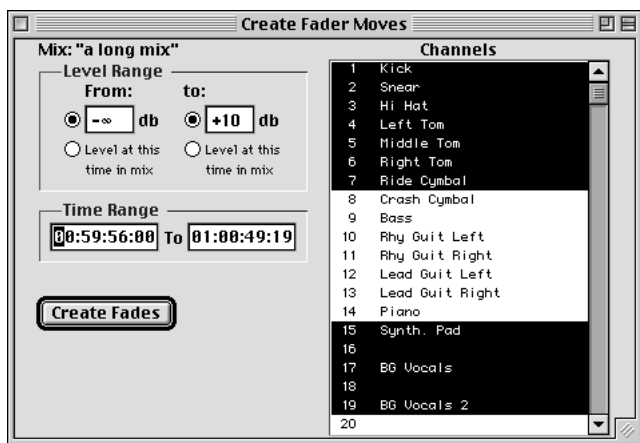 Create Fader Moves
Mix: "a long mix"
Level Range
From: to:
-∞ db +10 db
Level at this time in mix
Level at this time in mix
Time Range
00:59:56:00 To 01:00:49:19
Create Fades
Channels
1 Kick
2 Snear
3 Hi Hat
4 Left Tom
5 Middle Tom
6 Right Tom
7 Ride Cymbal
8 Crash Cymbal
9 Bass
10 Rhy Guit Left
11 Rhy Guit Right
12 Lead Guit Left
13 Lead Guit Right
14 Piano
15 Synth. Pad
16
17 BG Vocals
18
19 BG Vocals 2
20